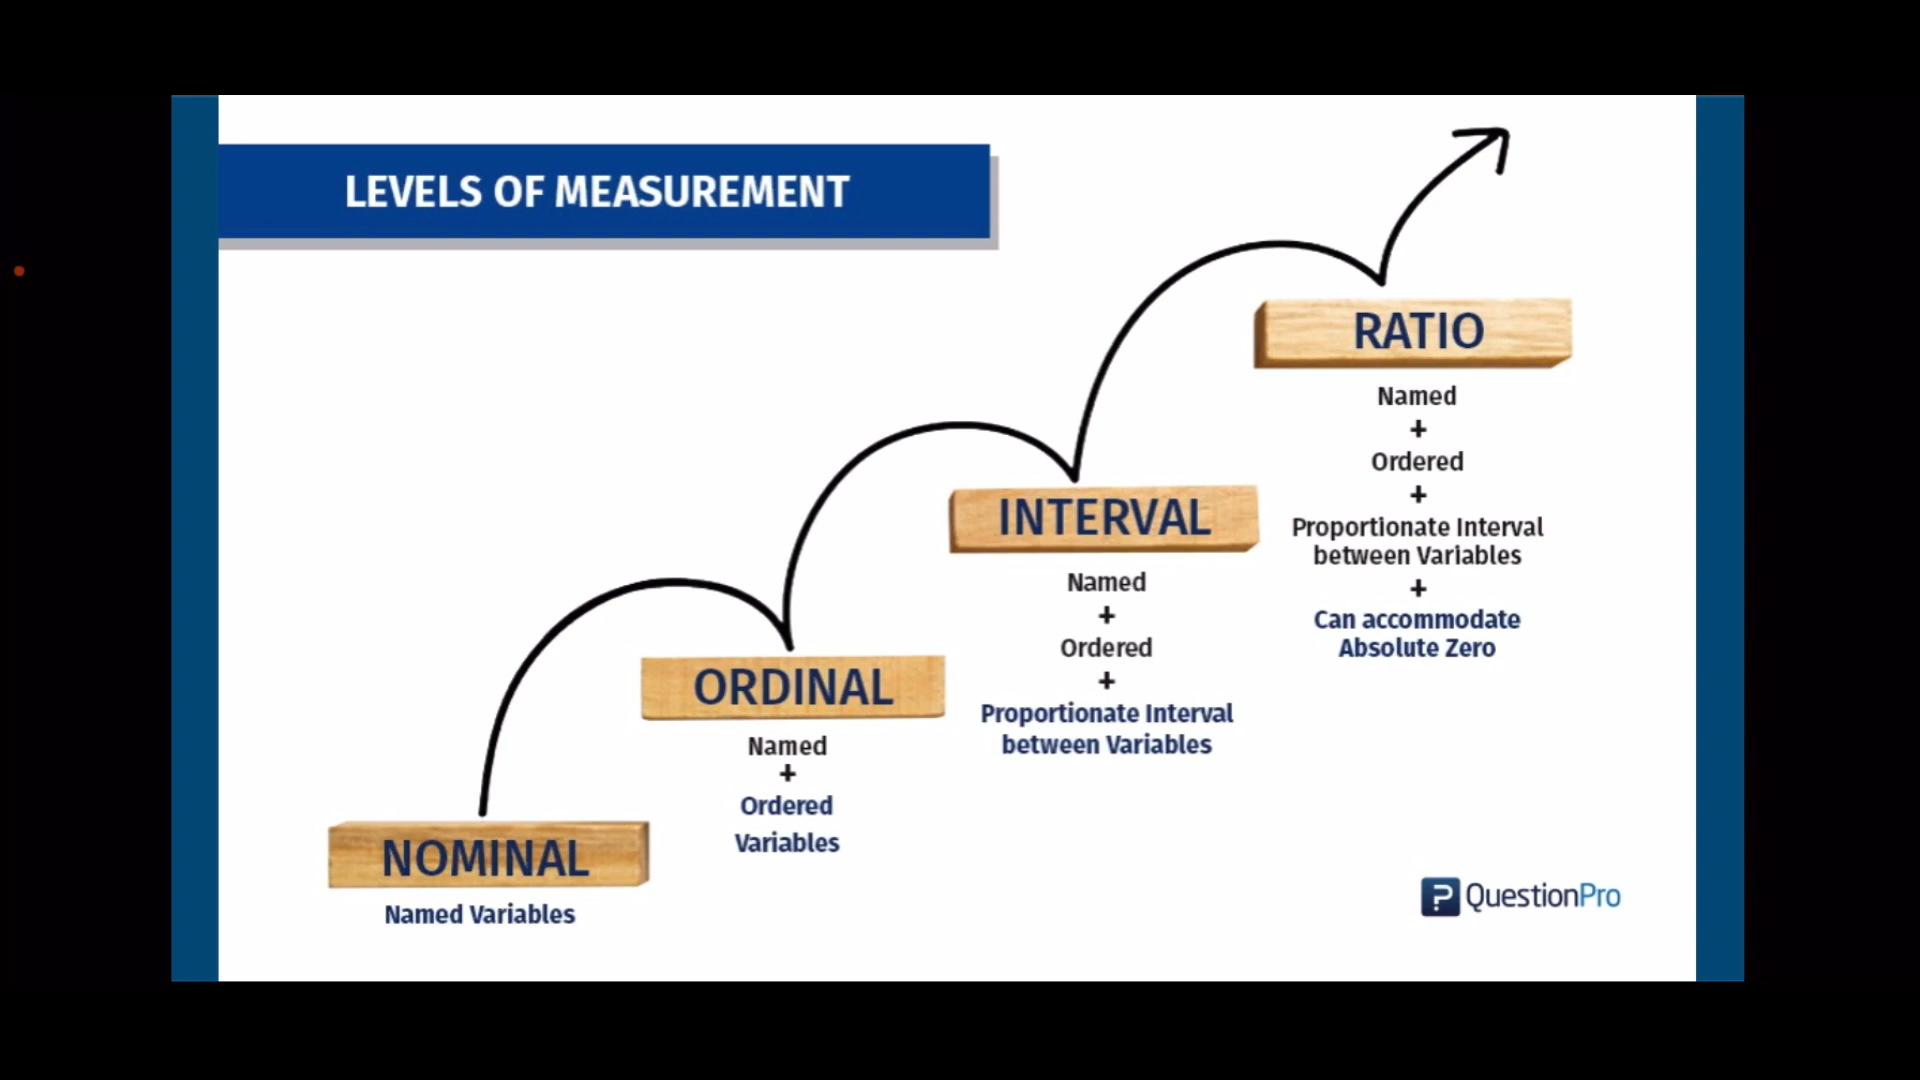 LEVELS OF MEASUREMENT
NOMINAL
Named Variables
ORDINAL
Named
+
Ordered
Variables
INTERVAL
Named
+
Ordered
+
Proportionate Interval
between Variables
RATIO
Named
+
Ordered
+
Proportionate Interval
between Variables
+
Can accommodate
Absolute Zero
QuestionPro